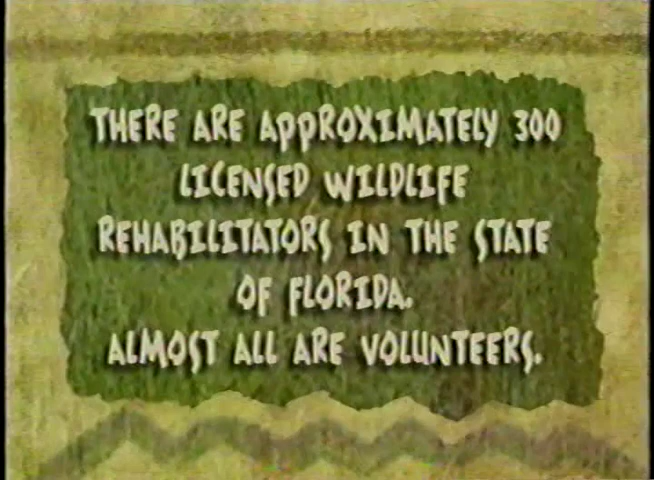 THERE ARE APPROXIMATELY 300
LICENSED WILDLIFE
REHABILITATORS IN THE STATE
OF FLORIDA.
ALMOST ALL ARE VOLUNTEERS.